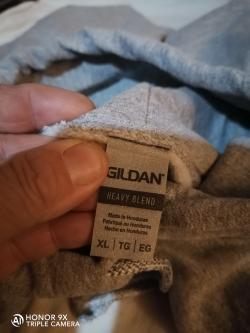 GILDAN
HEAVY BLEND
Made in Honduras
Fabriqué au Honduras
Hecho en Honduras
XL | TG | EG
HONOR 9X
TRIPLE CAMERA